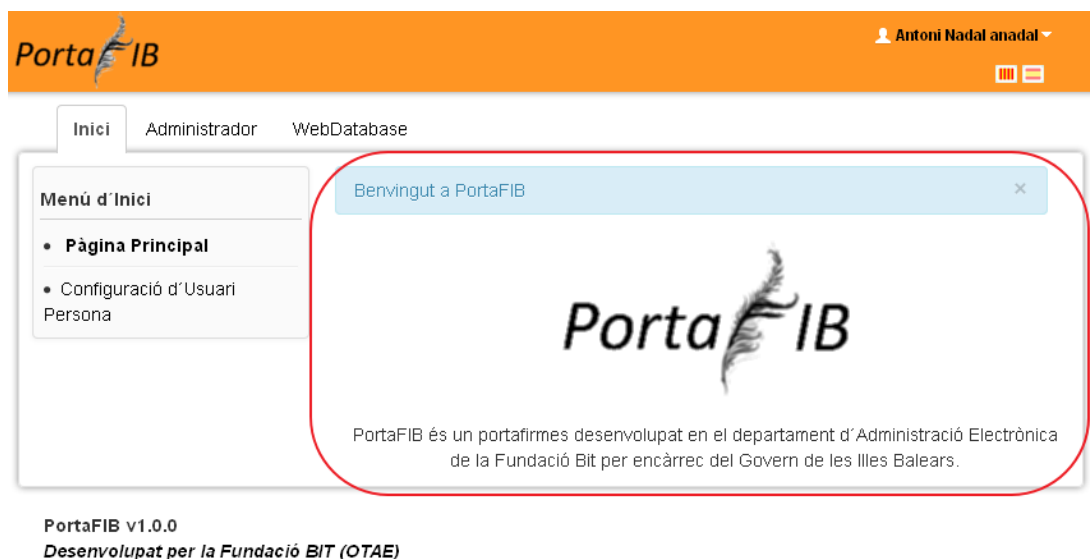 PortaFIB
Antoni Nadal anadal
Inici
Administrador
WebDatabase
Menú d´Inici
• Pàgina Principal
• Configuració d´Usuari
Persona
Benvingut a PortaFIB ×
PortaFIB
PortaFIB és un portafirmes desenvolupat en el departament d´Administració Electrònica
de la Fundació Bit per encàrrec del Govern de les Illes Balears.
PortaFIB v1.0.0
Desenvolupat per la Fundació BIT (OTAE)